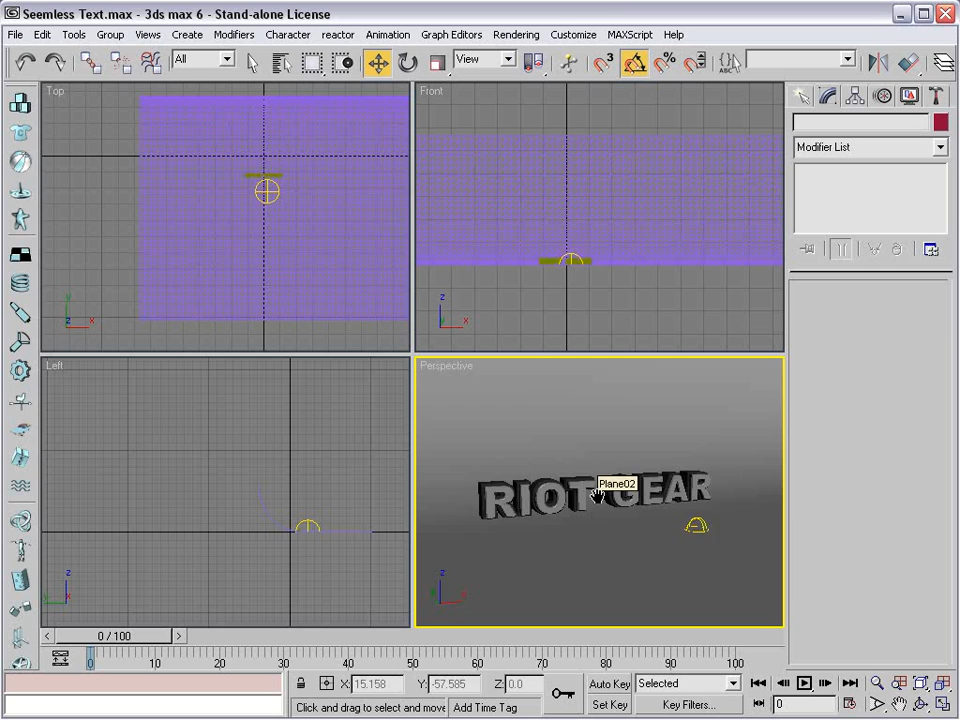 Seemless Text.max - 3ds max 6 - Stand-alone License
File Edit Tools Group Views Create Modifiers Character reactor Animation Graph Editors Rendering Customize MAXScript Help
All View 3 % ABC
Top Front
Modifier List
y x z x
Left Perspective
RIOT GEAR
Plane02
z y x z x
0 / 100
0 10 20 30 40 50 60 70 80 90 100
X: 15.158 Y: -57.585 Z: 0.0 Auto Key Selected
Click and drag to select and move Add Time Tag Set Key Key Filters... 0